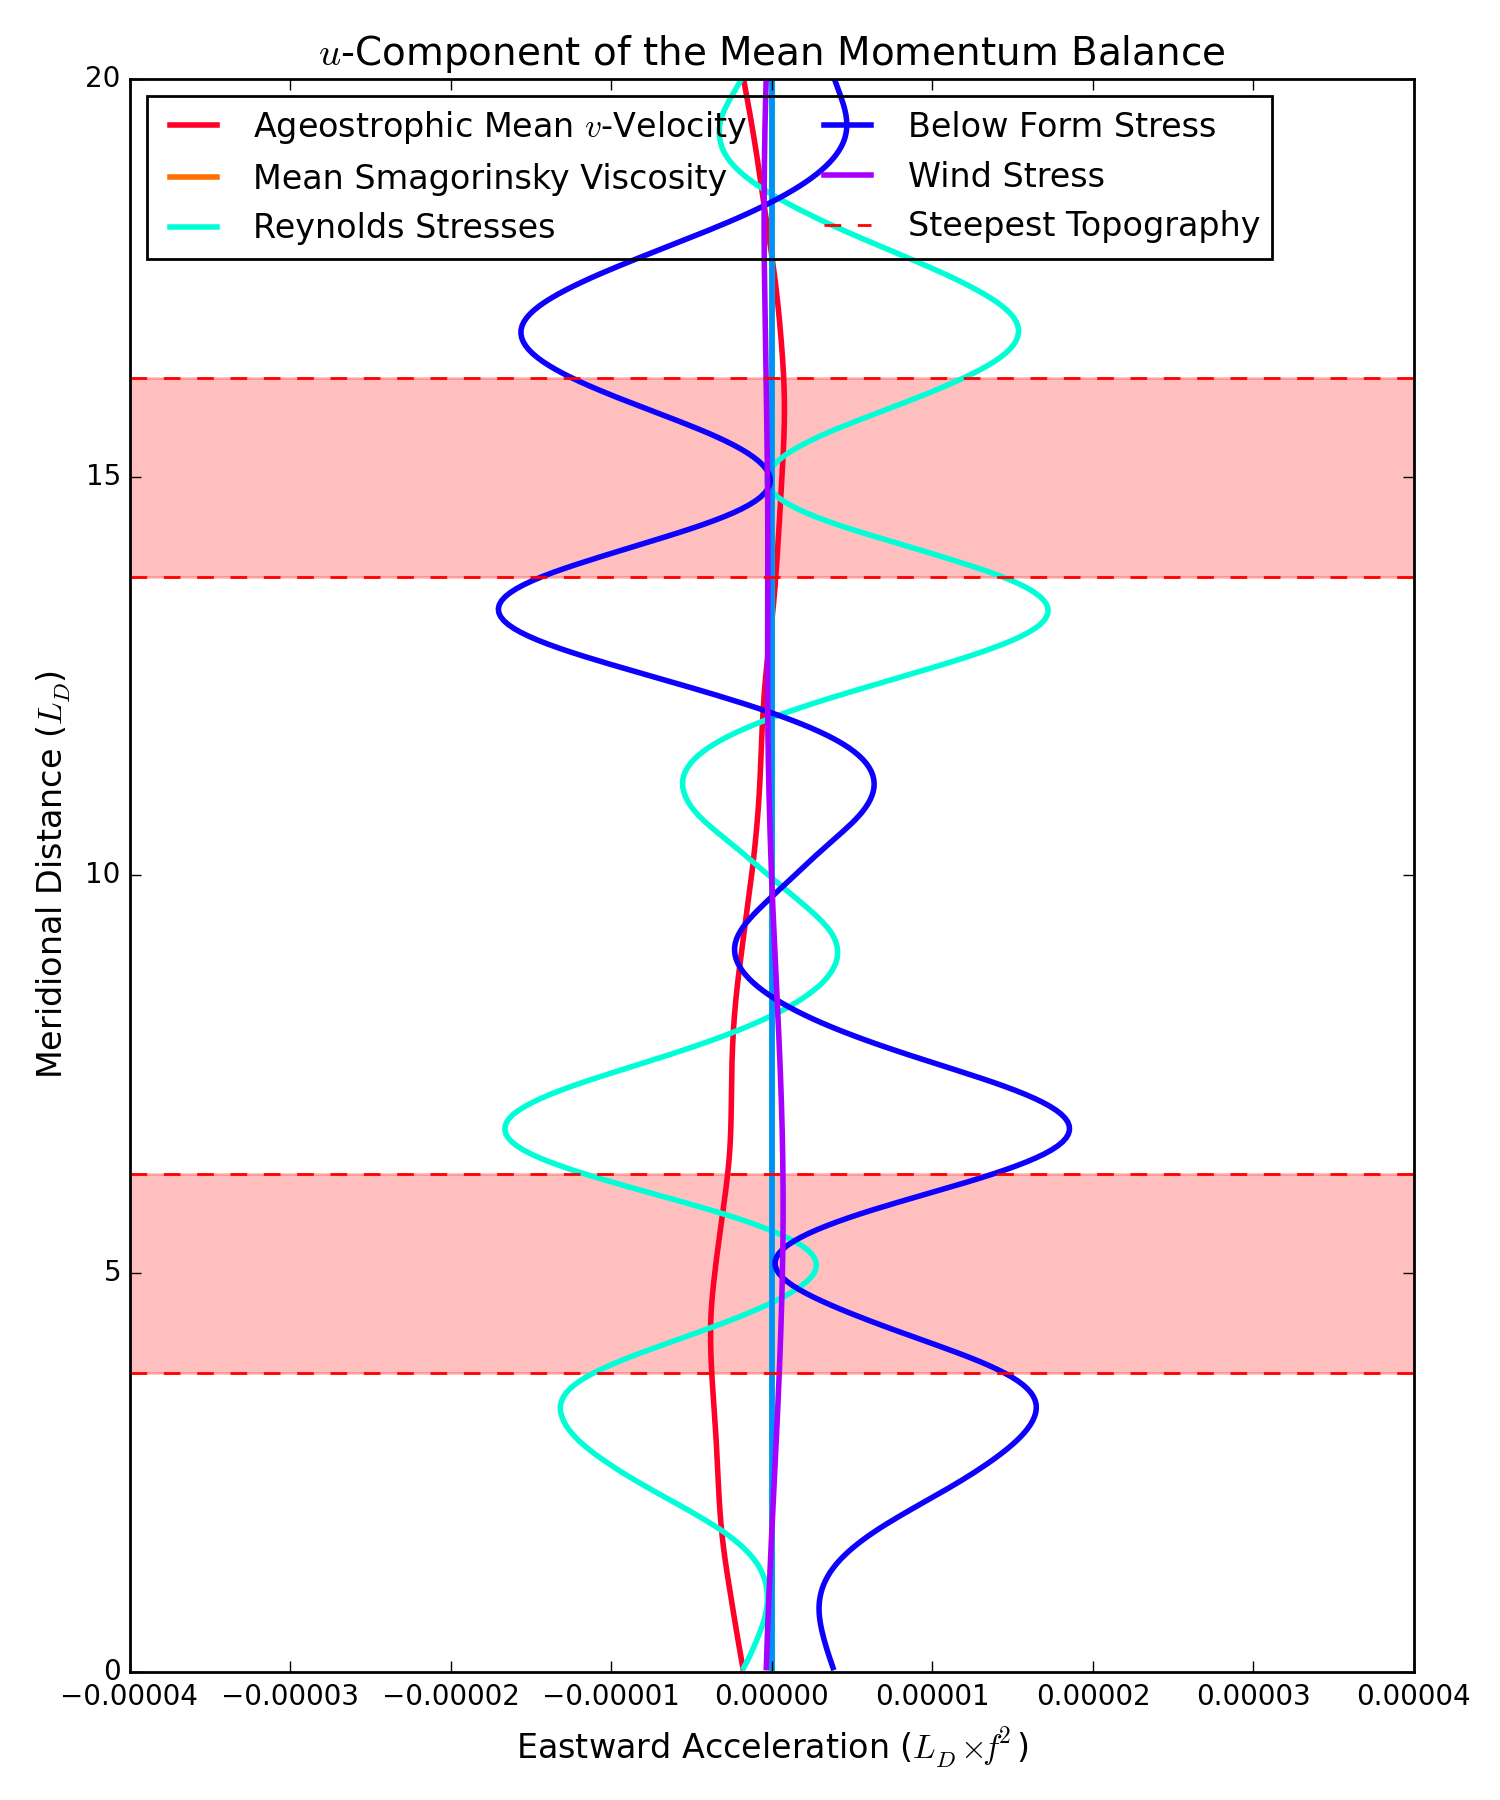 u-Component of the Mean Momentum Balance
Ageostrophic Mean v-Velocity
Mean Smagorinsky Viscosity
Reynolds Stresses
Below Form Stress
Wind Stress
Steepest Topography
20
15
10
5
0
Meridional Distance (L_D)
−0.00004 −0.00003 −0.00002 −0.00001 0.00000 0.00001 0.00002 0.00003 0.00004
Eastward Acceleration (L_D × f²)